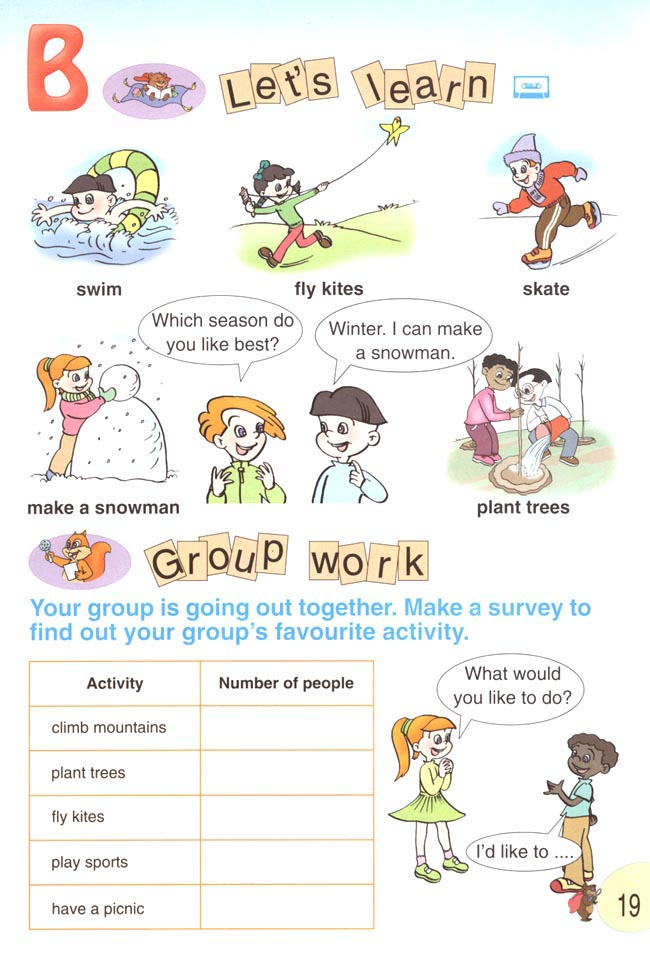 B
Let's learn
swim
fly kites
skate
Which season do
you like best?
Winter. I can make
a snowman.
make a snowman
plant trees
Group work
Your group is going out together. Make a survey to
find out your group's favourite activity.
Activity
Number of people
climb mountains
plant trees
fly kites
play sports
have a picnic
What would
you like to do?
I'd like to ....
19